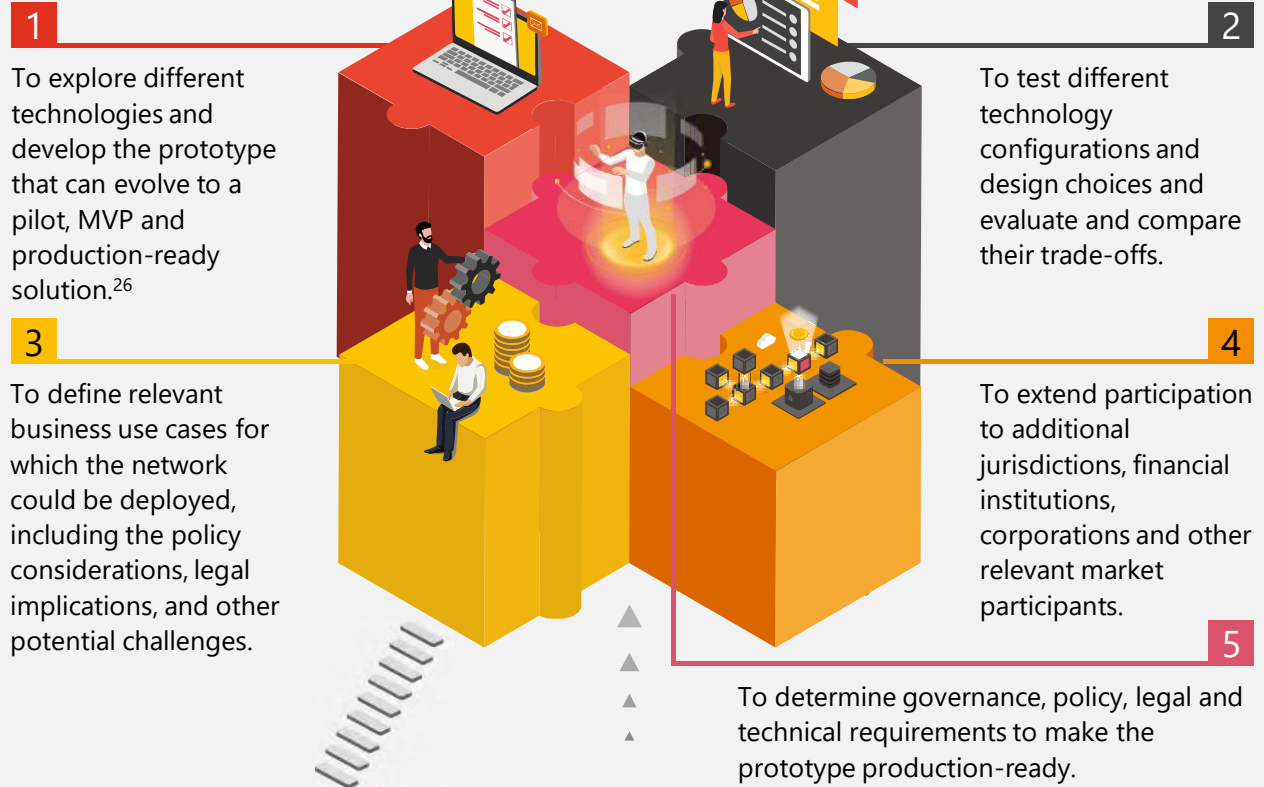 1
To explore different
technologies and
develop the prototype
that can evolve to a
pilot, MVP and
production-ready
solution.26
2
To test different
technology
configurations and
design choices and
evaluate and compare
their trade-offs.
3
To define relevant
business use cases for
which the network
could be deployed,
including the policy
considerations, legal
implications, and other
potential challenges.
4
To extend participation
to additional
jurisdictions, financial
institutions,
corporations and other
relevant market
participants.
5
To determine governance, policy, legal and
technical requirements to make the
prototype production-ready.